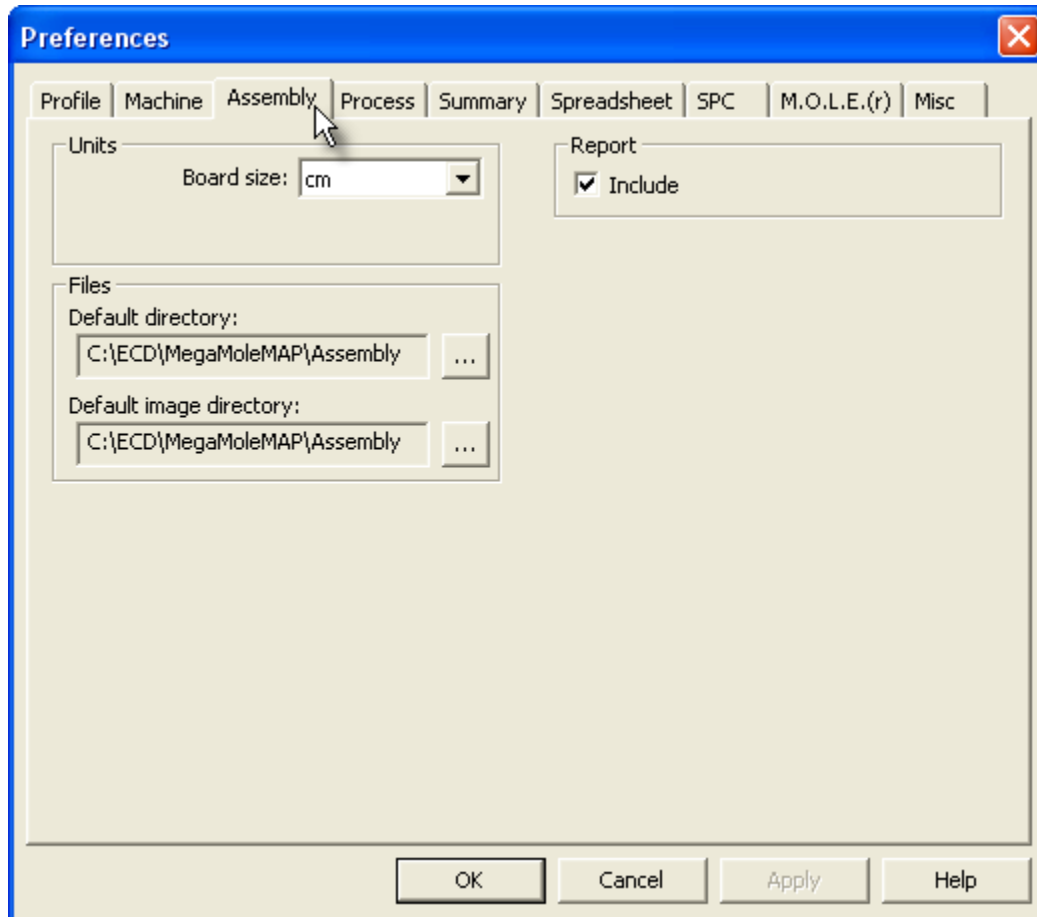 Preferences
Profile Machine Assembly Process Summary Spreadsheet SPC M.O.L.E.(r) Misc
Units
Board size: cm
Report
Include
Files
Default directory:
C:\ECD\MegaMoleMAP\Assembly ...
Default image directory:
C:\ECD\MegaMoleMAP\Assembly ...
OK Cancel Apply Help